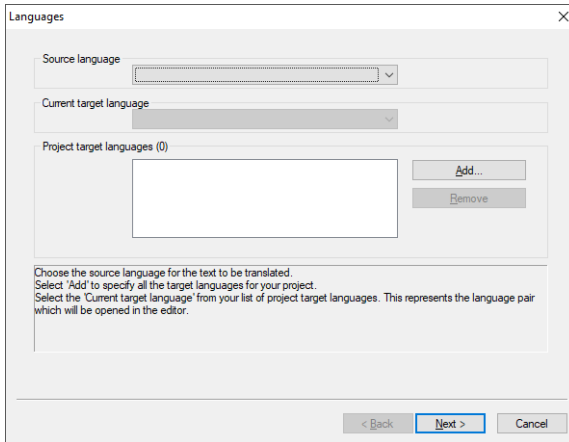 Languages
Source language
Current target language
Project target languages (0)
Add...
Remove
Choose the source language for the text to be translated.
Select 'Add' to specify all the target languages for your project.
Select the 'Current target language' from your list of project target languages. This represents the language pair
which will be opened in the editor.
< Back
Next >
Cancel